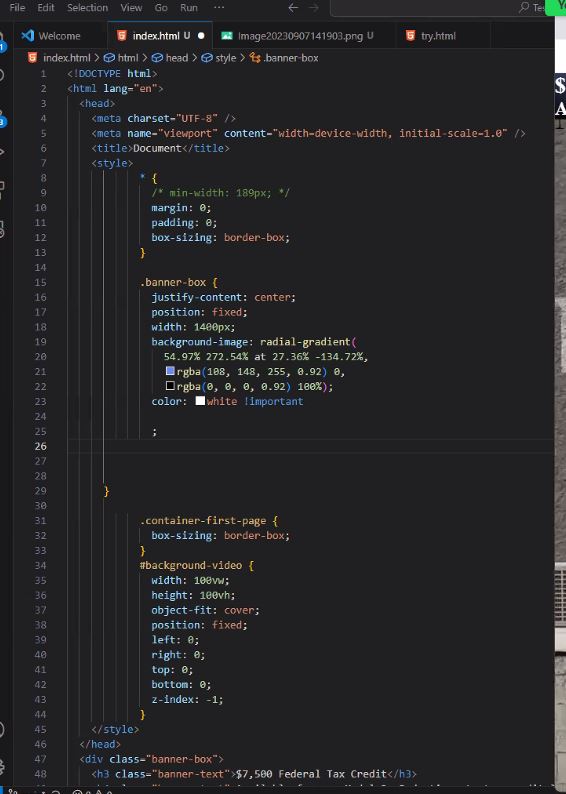 File Edit Selection View Go Run ··· ← →
Welcome index.html U ● Image20230907141903.png U try.html
index.html > html > head > style > .banner-box
1 <!DOCTYPE html>
2 <html lang="en">
3 <head>
4 <meta charset="UTF-8" />
5 <meta name="viewport" content="width=device-width, initial-scale=1.0" />
6 <title>Document</title>
7 <style>
8 * {
9 /* min-width: 189px; */
10 margin: 0;
11 padding: 0;
12 box-sizing: border-box;
13 }
14
15 .banner-box {
16 justify-content: center;
17 position: fixed;
18 width: 1400px;
19 background-image: radial-gradient(
20 54.97% 272.54% at 27.36% -134.72%,
21 rgba(108, 148, 255, 0.92) 0,
22 rgba(0, 0, 0, 0.92) 100%);
23 color: white !important
24
25 ;
26
27
28
29 }
30
31 .container-first-page {
32 box-sizing: border-box;
33 }
34 #background-video {
35 width: 100vw;
36 height: 100vh;
37 object-fit: cover;
38 position: fixed;
39 left: 0;
40 right: 0;
41 top: 0;
42 bottom: 0;
43 z-index: -1;
44 }
45 </style>
46 </head>
47 <div class="banner-box">
48 <h3 class="banner-text">$7,500 Federal Tax Credit</h3>